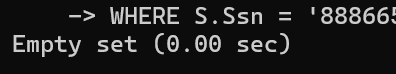 -> WHERE S.Ssn = '888665
Empty set (0.00 sec)